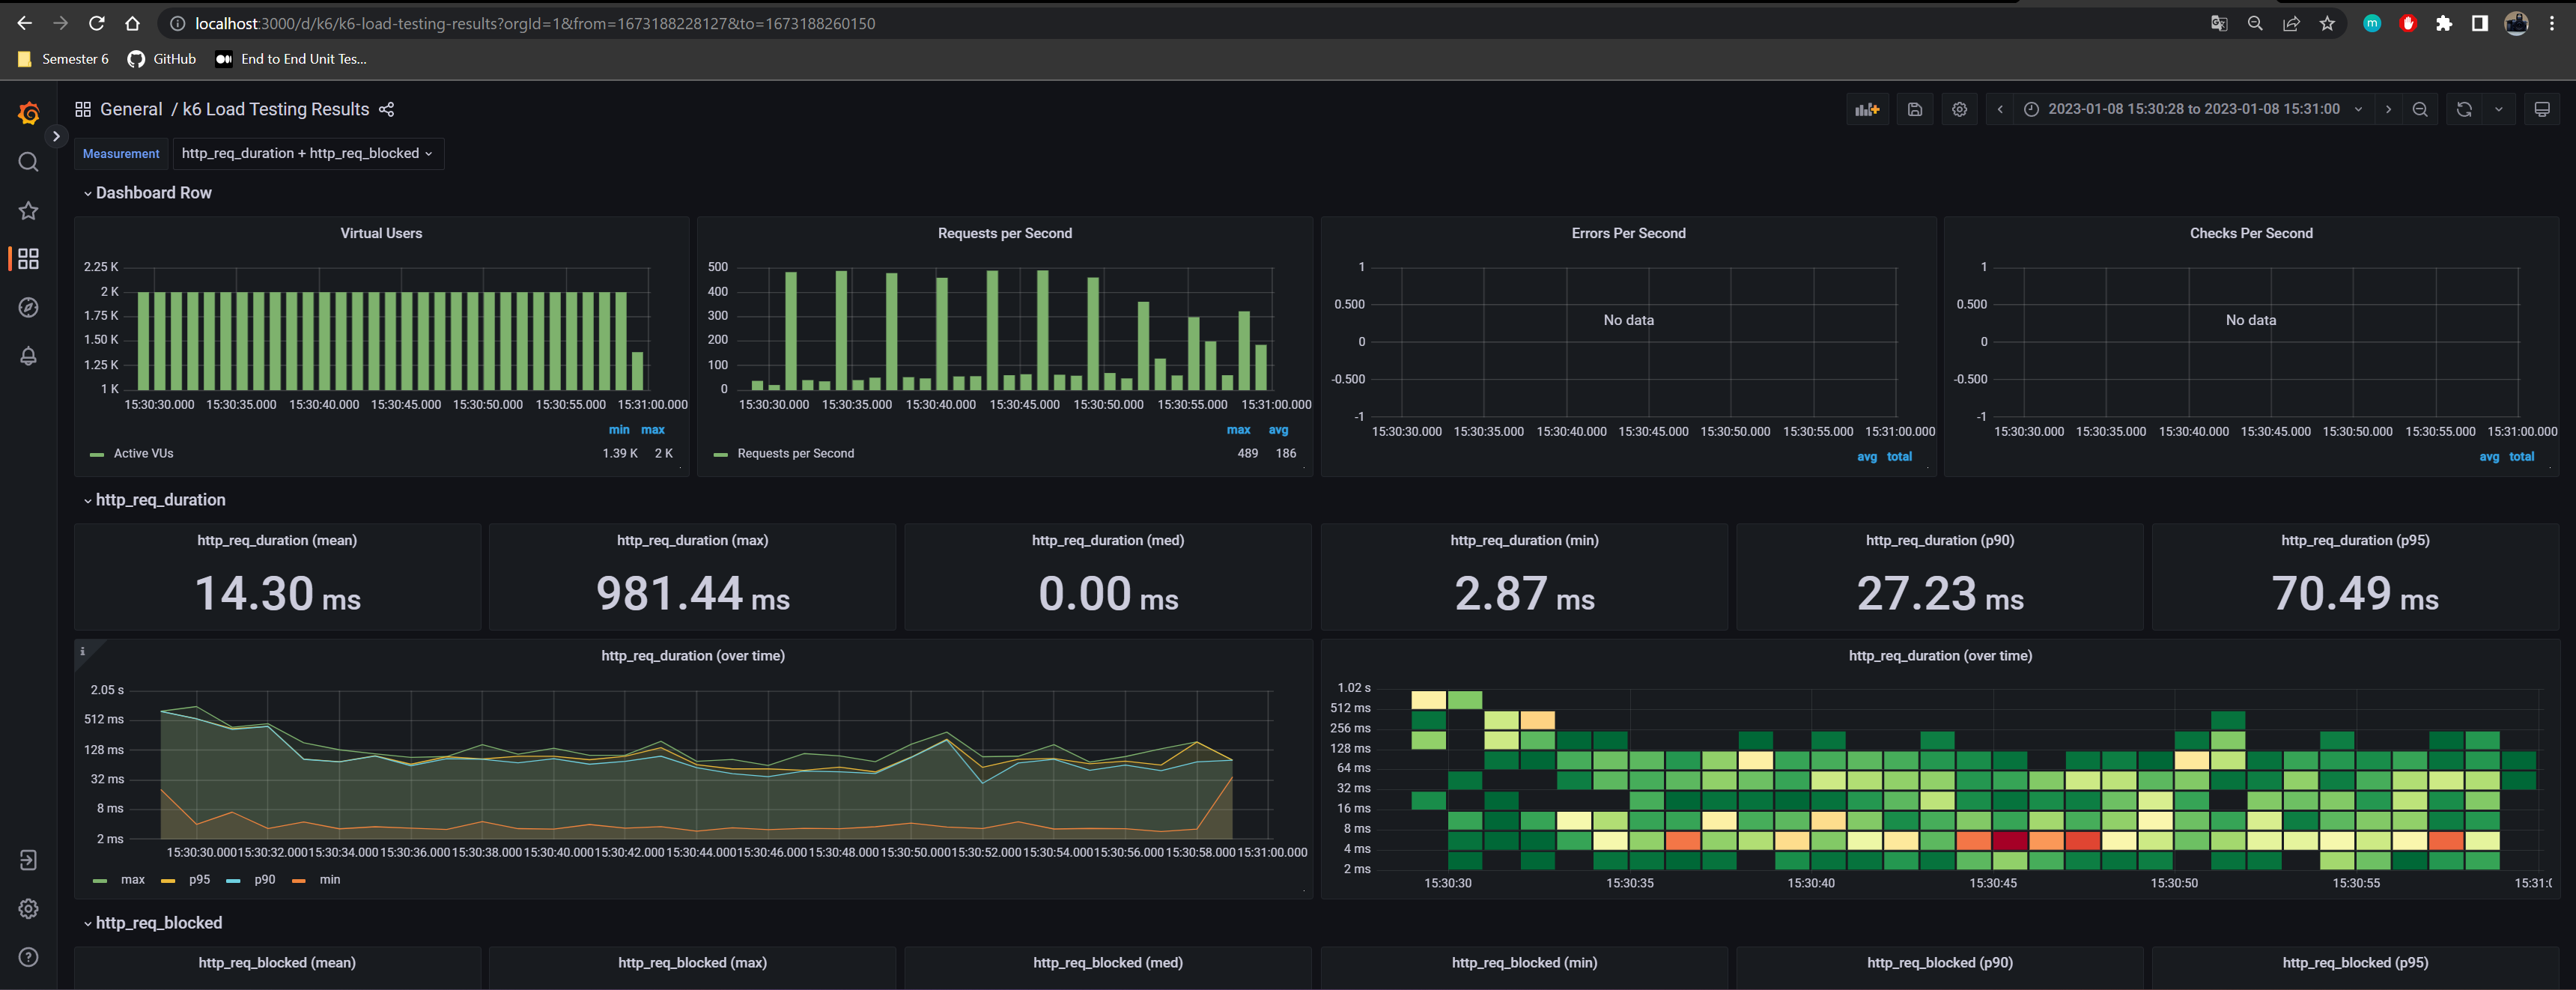 localhost:3000/d/k6/k6-load-testing-results?orgId=1&from=1673188228127&to=1673188260150
m
Semester 6 GitHub End to End Unit Tes...
General / k6 Load Testing Results
2023-01-08 15:30:28 to 2023-01-08 15:31:00
Measurement http_req_duration + http_req_blocked
Dashboard Row
Virtual Users
2.25 K
2 K
1.75 K
1.50 K
1.25 K
1 K
15:30:30.000 15:30:35.000 15:30:40.000 15:30:45.000 15:30:50.000 15:30:55.000 15:31:00.000
min max
Active VUs 1.39 K 2 K
Requests per Second
500
400
300
200
100
0
15:30:30.000 15:30:35.000 15:30:40.000 15:30:45.000 15:30:50.000 15:30:55.000 15:31:00.000
max avg
Requests per Second 489 186
Errors Per Second
1
0.500
No data
0
-0.500
-1
15:30:30.000 15:30:35.000 15:30:40.000 15:30:45.000 15:30:50.000 15:30:55.000 15:31:00.000
avg total
Checks Per Second
1
0.500
No data
0
-0.500
-1
15:30:30.000 15:30:35.000 15:30:40.000 15:30:45.000 15:30:50.000 15:30:55.000 15:31:00.000
avg total
http_req_duration
http_req_duration (mean)
14.30 ms
http_req_duration (max)
981.44 ms
http_req_duration (med)
0.00 ms
http_req_duration (min)
2.87 ms
http_req_duration (p90)
27.23 ms
http_req_duration (p95)
70.49 ms
i
http_req_duration (over time)
2.05 s
512 ms
128 ms
32 ms
8 ms
2 ms
15:30:30.000 15:30:32.000 15:30:34.000 15:30:36.000 15:30:38.000 15:30:40.000 15:30:42.000 15:30:44.000 15:30:46.000 15:30:48.000 15:30:50.000 15:30:52.000 15:30:54.000 15:30:56.000 15:30:58.000 15:31:00.000
max p95 p90 min
http_req_duration (over time)
1.02 s
512 ms
256 ms
128 ms
64 ms
32 ms
16 ms
8 ms
4 ms
2 ms
15:30:30 15:30:35 15:30:40 15:30:45 15:30:50 15:30:55 15:31:0
http_req_blocked
http_req_blocked (mean)
http_req_blocked (max)
http_req_blocked (med)
http_req_blocked (min)
http_req_blocked (p90)
http_req_blocked (p95)